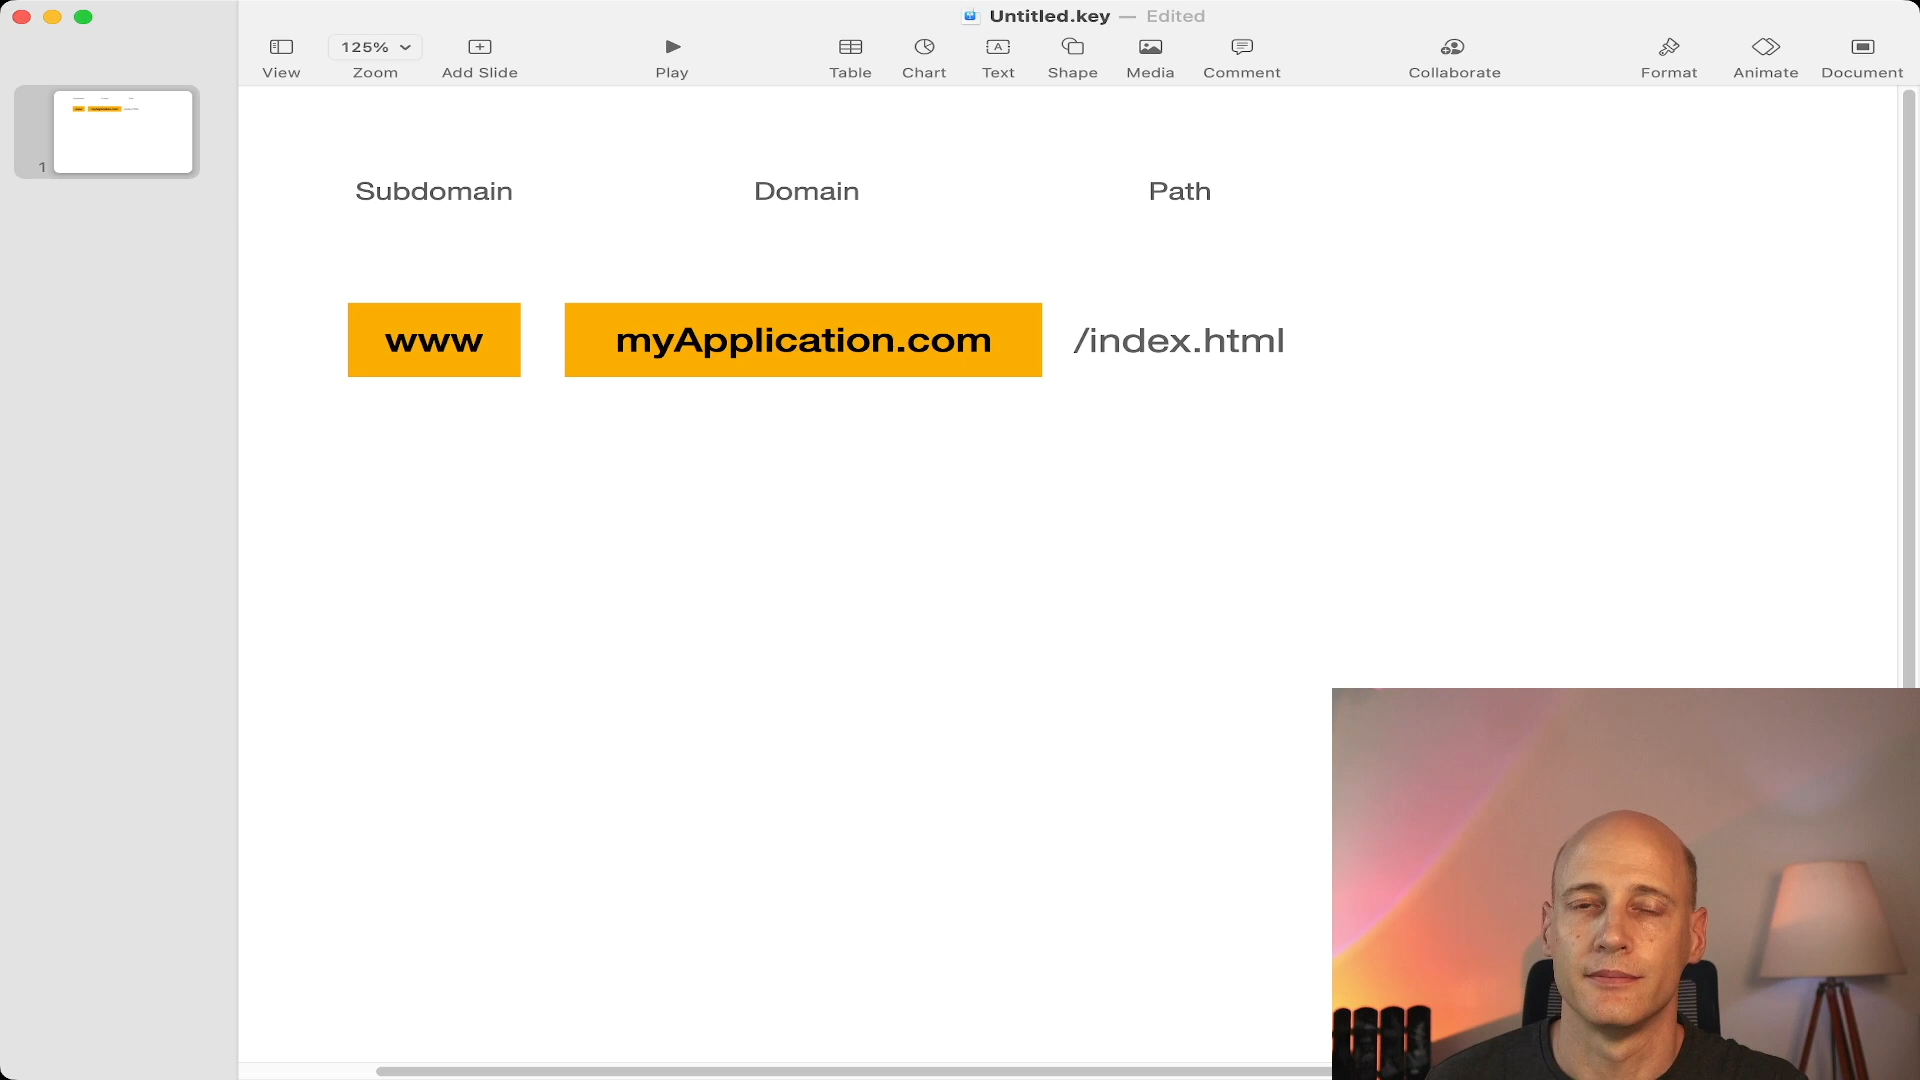 Untitled.key — Edited
125%
View Zoom Add Slide Play Table Chart Text Shape Media Comment Collaborate Format Animate Document
1
Subdomain Domain Path
www myApplication.com /index.html